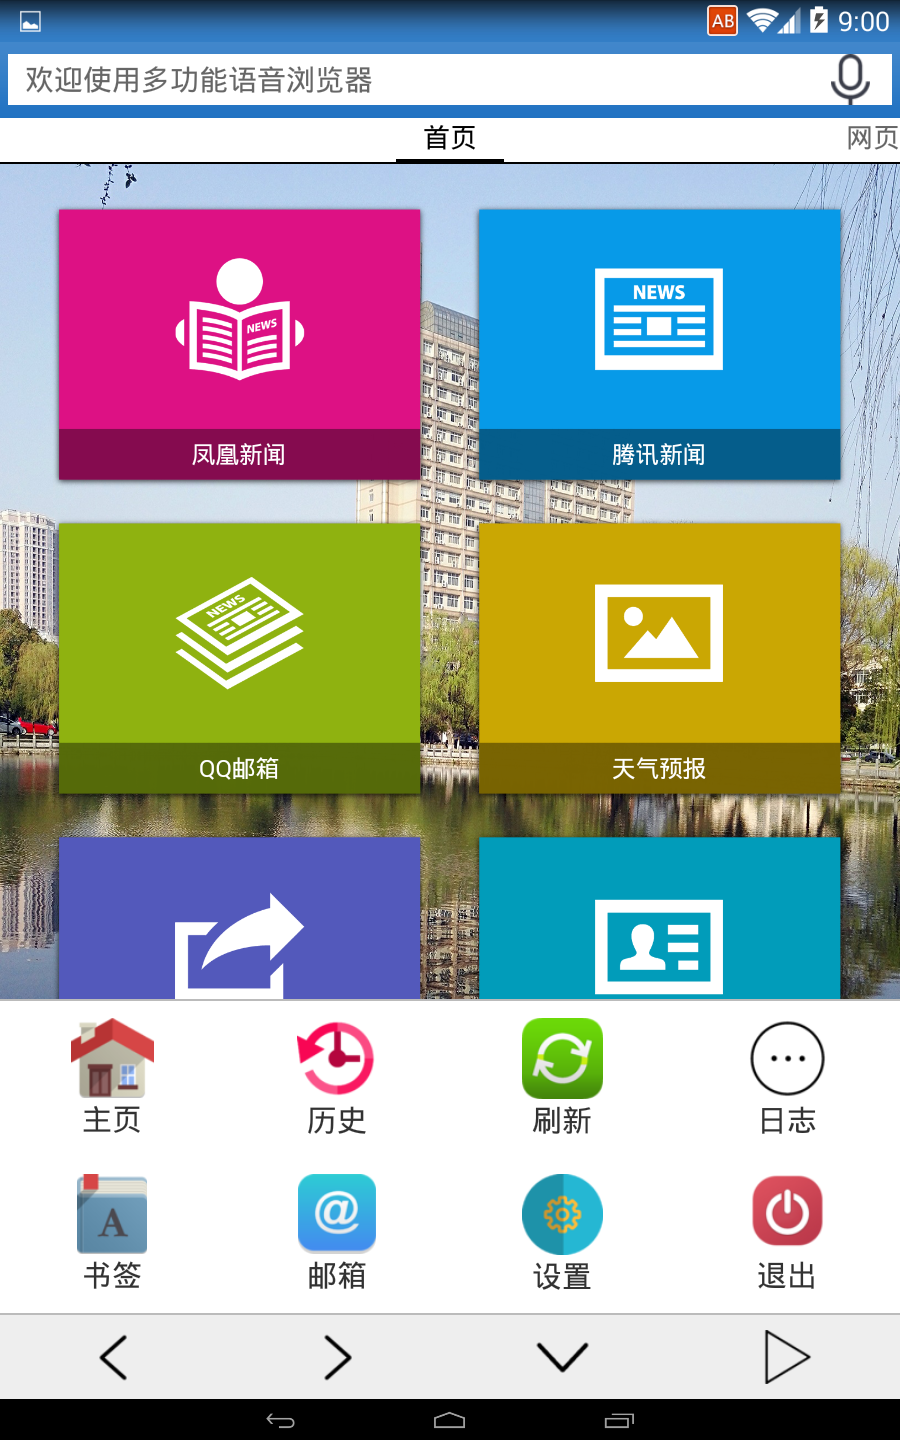 AB 9:00
欢迎使用多功能语音浏览器
首页 网页
NEWS
NEWS
凤凰新闻 腾讯新闻
NEWS
QQ邮箱 天气预报
主页 历史 刷新 日志
A @
书签 邮箱 设置 退出